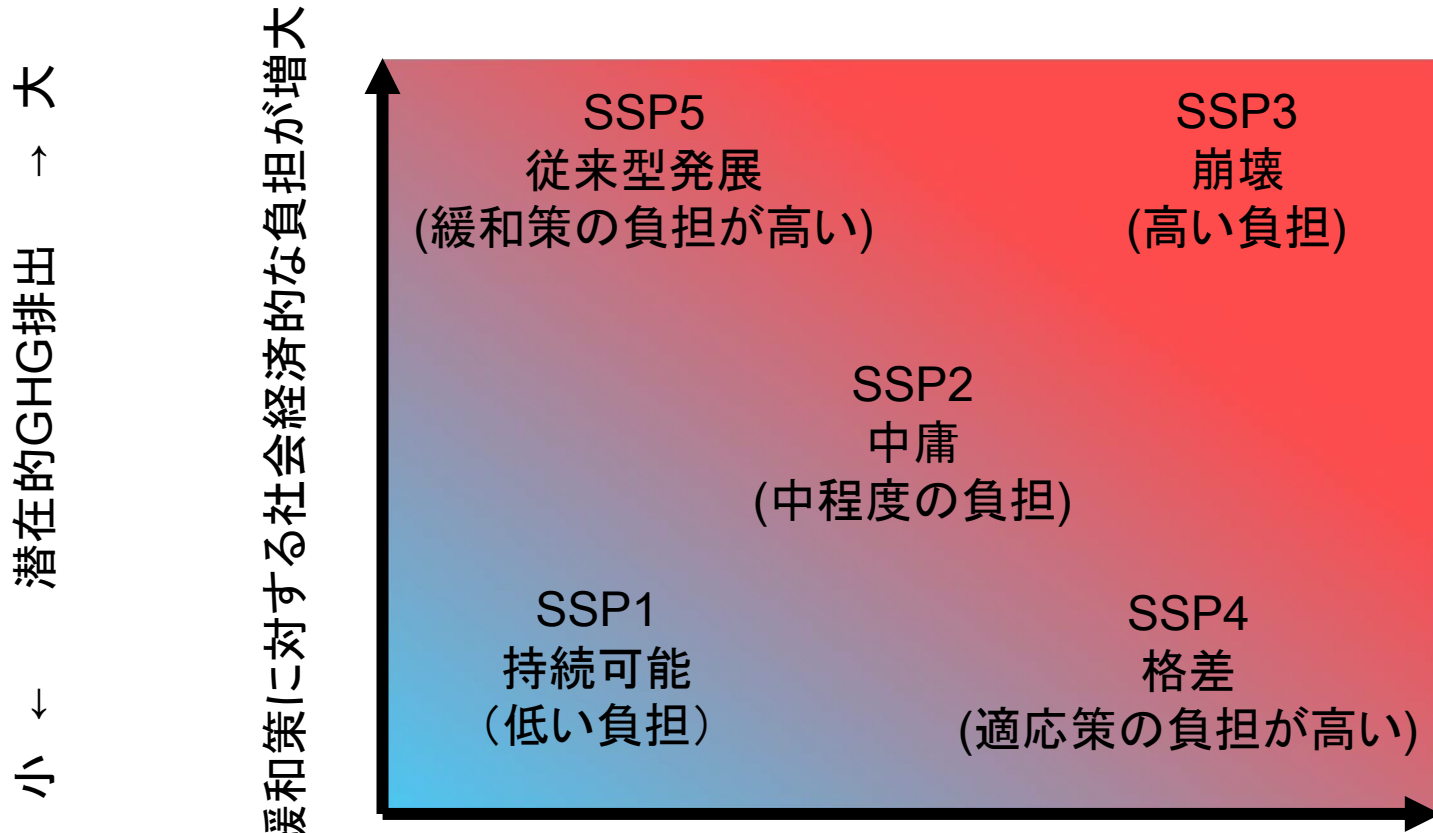 大
→
潜在的GHG排出
←
小
緩和策に対する社会経済的な負担が増大
SSP5
従来型発展
(緩和策の負担が高い)
SSP3
崩壊
(高い負担)
SSP2
中庸
(中程度の負担)
SSP1
持続可能
（低い負担）
SSP4
格差
(適応策の負担が高い)